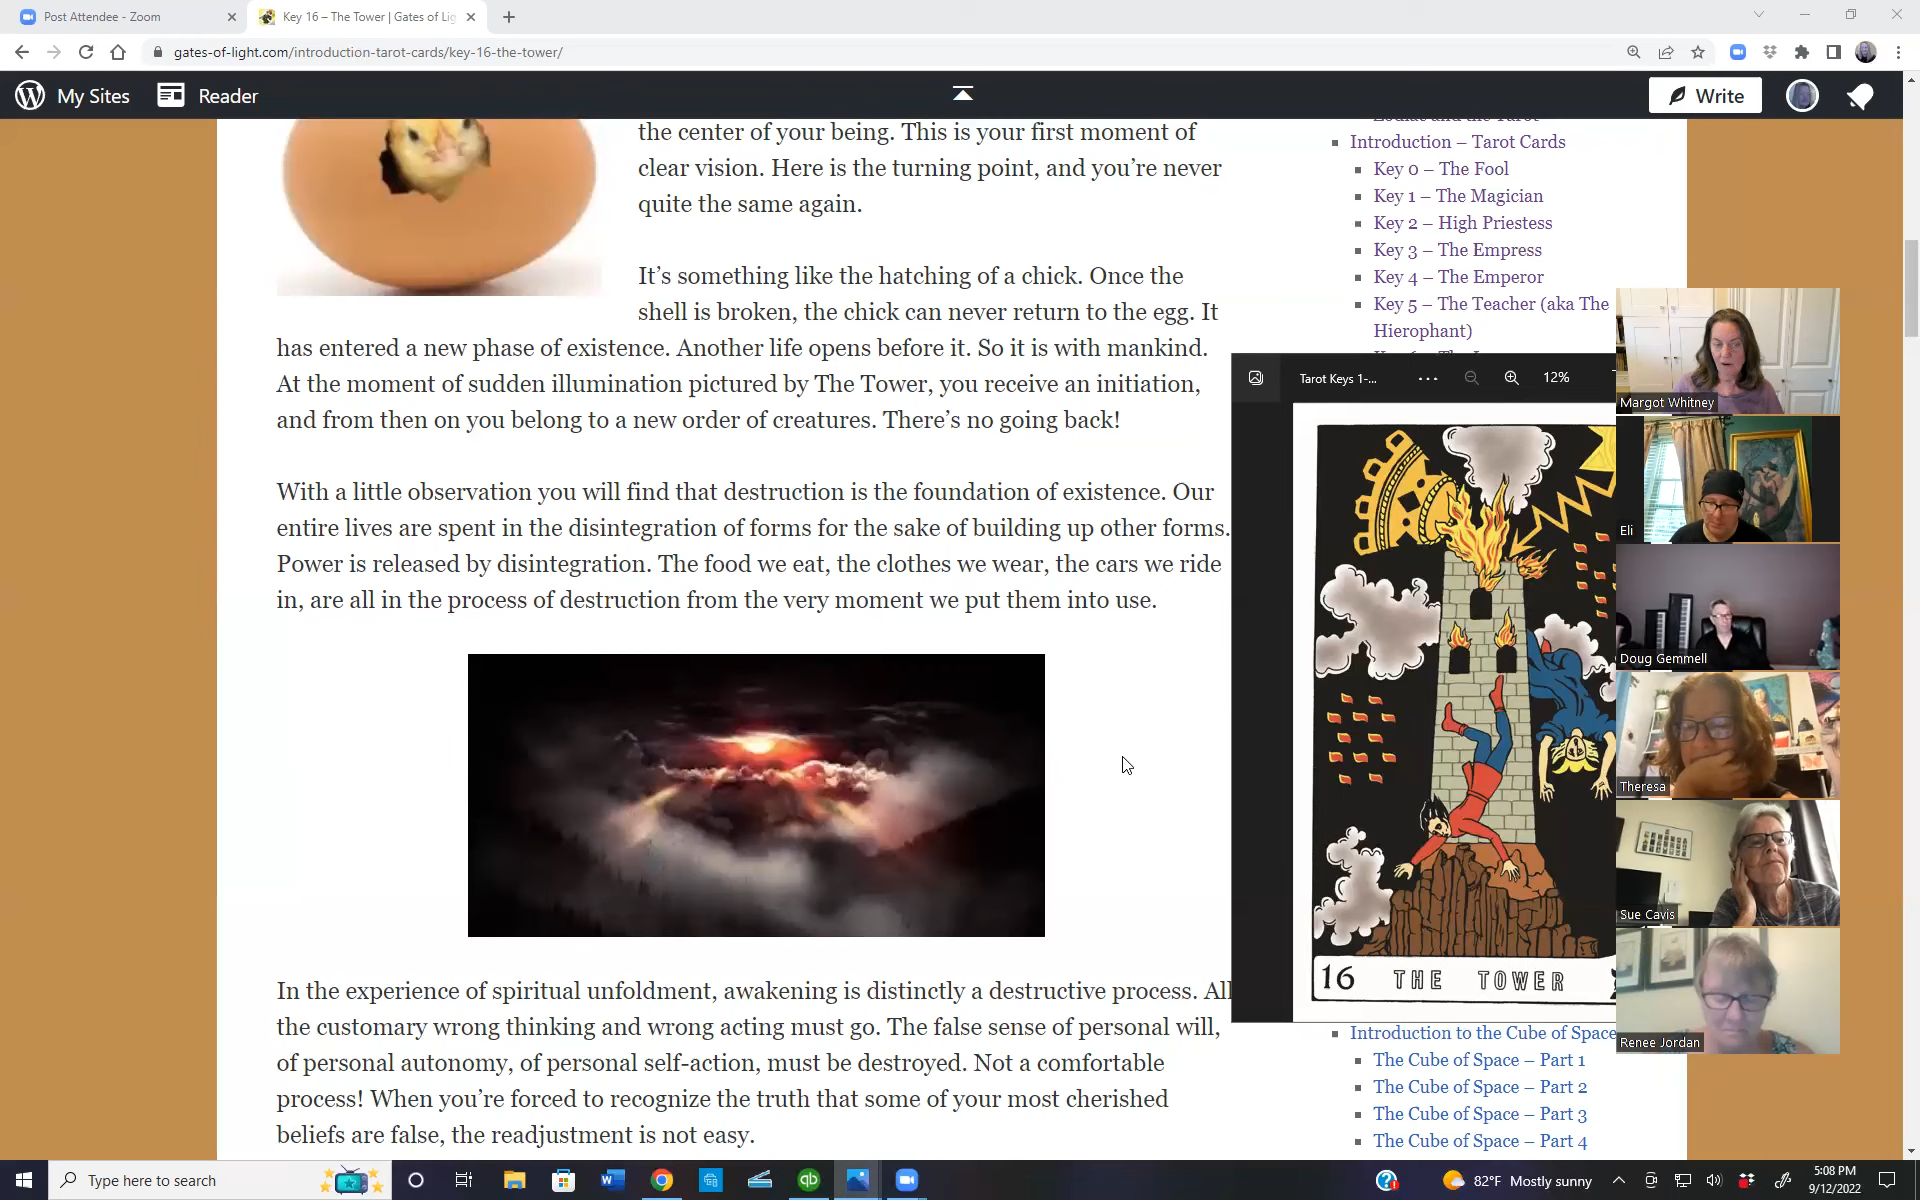 Post Attendee - Zoom
Key 16 – The Tower | Gates of Lig
gates-of-light.com/introduction-tarot-cards/key-16-the-tower/
My Sites
Reader
Write
the center of your being. This is your first moment of
clear vision. Here is the turning point, and you’re never
quite the same again.
It’s something like the hatching of a chick. Once the
shell is broken, the chick can never return to the egg. It
has entered a new phase of existence. Another life opens before it. So it is with mankind.
At the moment of sudden illumination pictured by The Tower, you receive an initiation,
and from then on you belong to a new order of creatures. There’s no going back!
With a little observation you will find that destruction is the foundation of existence. Our
entire lives are spent in the disintegration of forms for the sake of building up other forms.
Power is released by disintegration. The food we eat, the clothes we wear, the cars we ride
in, are all in the process of destruction from the very moment we put them into use.
In the experience of spiritual unfoldment, awakening is distinctly a destructive process. All
the customary wrong thinking and wrong acting must go. The false sense of personal will,
of personal autonomy, of personal self-action, must be destroyed. Not a comfortable
process! When you’re forced to recognize the truth that some of your most cherished
beliefs are false, the readjustment is not easy.
Zodiac and the Tarot
Introduction – Tarot Cards
Key 0 – The Fool
Key 1 – The Magician
Key 2 – High Priestess
Key 3 – The Empress
Key 4 – The Emperor
Key 5 – The Teacher (aka The
Hierophant)
Tarot Keys 1-...
12%
16 THE TOWER
Introduction to the Cube of Space
The Cube of Space – Part 1
The Cube of Space – Part 2
The Cube of Space – Part 3
The Cube of Space – Part 4
Margot Whitney
Eli
Doug Gemmell
Theresa
Sue Cavis
Renee Jordan
Type here to search
82°F Mostly sunny
5:08 PM
9/12/2022